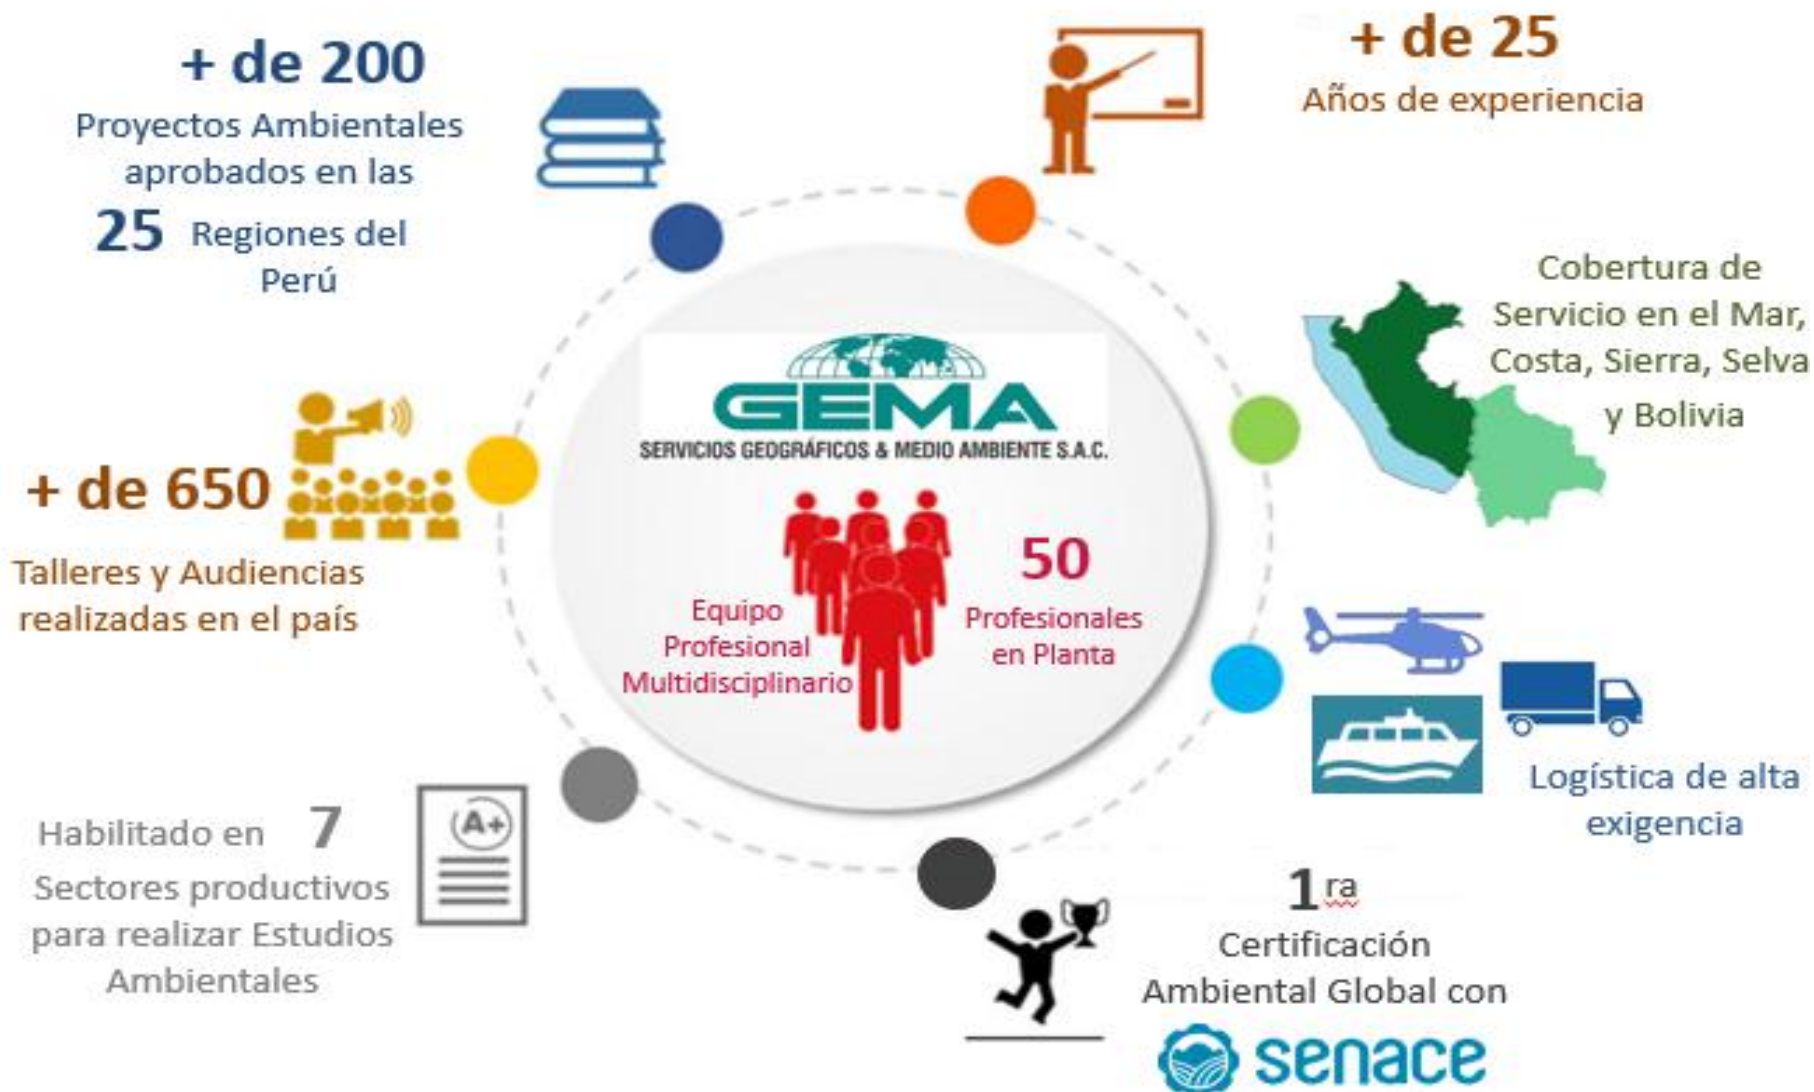 + de 200
Proyectos Ambientales
aprobados en las
25 Regiones del
Perú
+ de 25
Años de experiencia
Cobertura de
Servicio en el Mar,
Costa, Sierra, Selva
y Bolivia
GEMA
SERVICIOS GEOGRÁFICOS & MEDIO AMBIENTE S.A.C.
+ de 650
Talleres y Audiencias
realizadas en el país
Equipo
Profesional
Multidisciplinario
50
Profesionales
en Planta
Logística de alta
exigencia
Habilitado en 7
Sectores productivos
para realizar Estudios
Ambientales
A+
1ra
Certificación
Ambiental Global con
senace